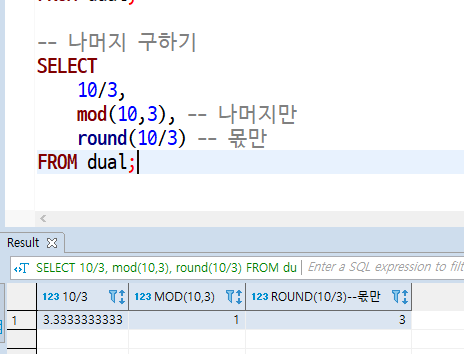 -- 나머지 구하기
SELECT
10/3,
mod(10,3), -- 나머지만
round(10/3) -- 몫만
FROM dual;
Result
SELECT 10/3, mod(10,3), round(10/3) FROM du
Enter a SQL expression to filt
123 10/3 123 MOD(10,3) 123 ROUND(10/3)--몫만
1 3.3333333333 1 3